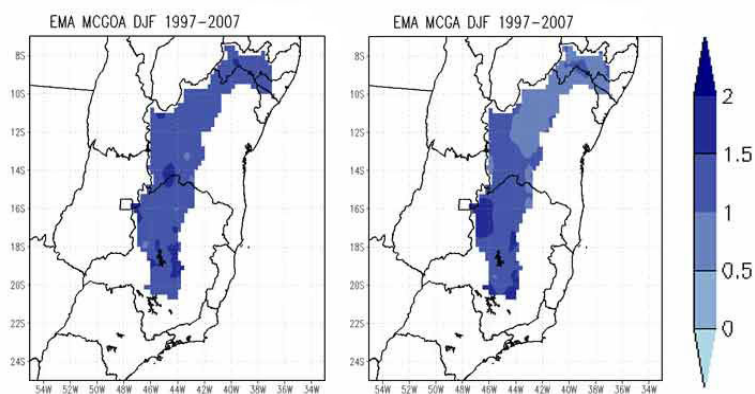 EMA MCGOA DJF 1997-2007
8S
10S
12S
14S
16S
18S
20S
22S
24S
54W 52W 50W 48W 46W 44W 42W 40W 38W 36W 34W
EMA MCGA DJF 1997-2007
8S
10S
12S
14S
16S
18S
20S
22S
24S
54W 52W 50W 48W 46W 44W 42W 40W 38W 36W 34W
2
1.5
1
0.5
0